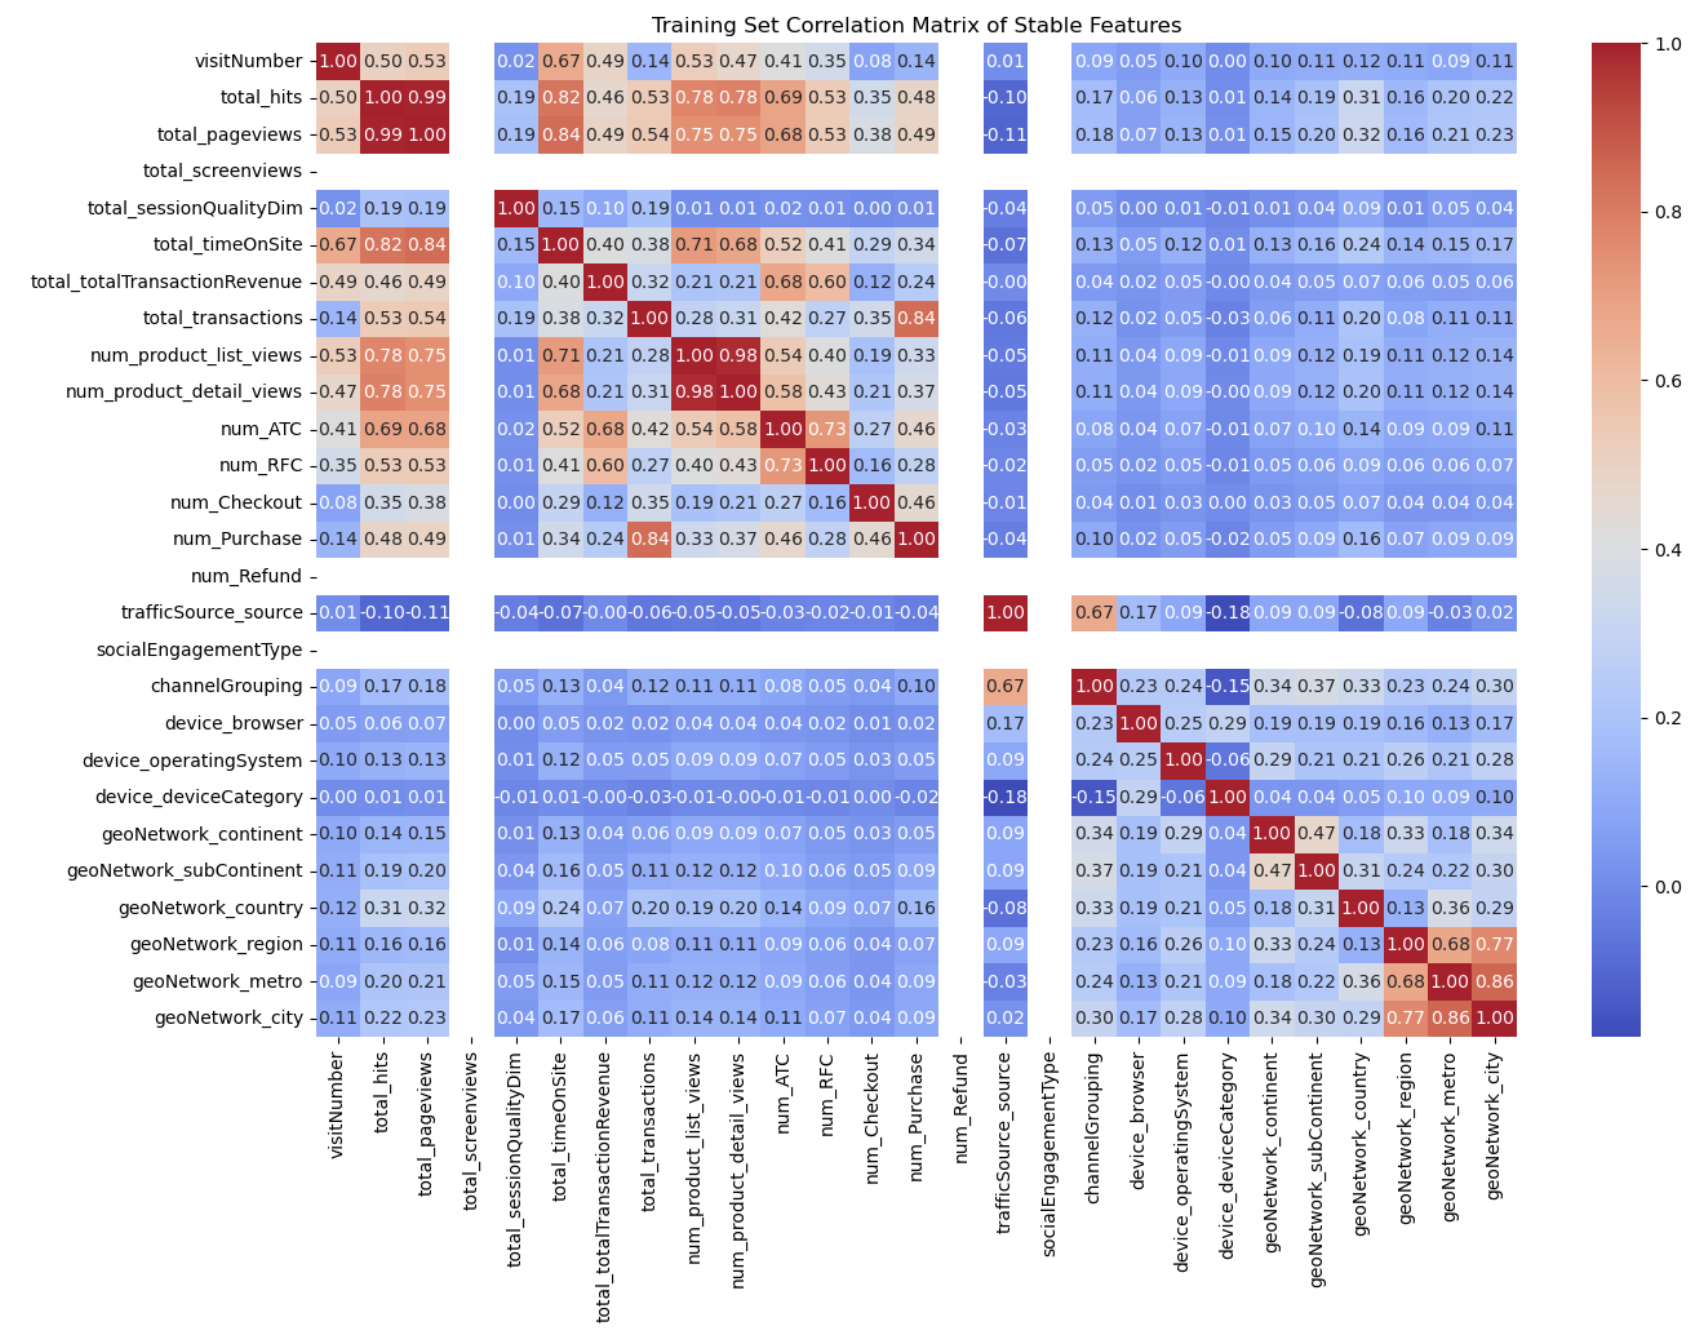 Training Set Correlation Matrix of Stable Features
visitNumber 1.00 0.50 0.53 0.02 0.67 0.49 0.14 0.53 0.47 0.41 0.35 0.08 0.14 0.01 0.09 0.05 0.10 0.00 0.10 0.11 0.12 0.11 0.09 0.11
total_hits 0.50 1.00 0.99 0.19 0.82 0.46 0.53 0.78 0.78 0.69 0.53 0.35 0.48 -0.10 0.17 0.06 0.13 0.01 0.14 0.19 0.31 0.16 0.20 0.22
total_pageviews 0.53 0.99 1.00 0.19 0.84 0.49 0.54 0.75 0.75 0.68 0.53 0.38 0.49 -0.11 0.18 0.07 0.13 0.01 0.15 0.20 0.32 0.16 0.21 0.23
total_screenviews
total_sessionQualityDim 0.02 0.19 0.19 1.00 0.15 0.10 0.19 0.01 0.01 0.02 0.01 0.00 0.01 -0.04 0.05 0.00 0.01 -0.01 0.01 0.04 0.09 0.01 0.05 0.04
total_timeOnSite 0.67 0.82 0.84 0.15 1.00 0.40 0.38 0.71 0.68 0.52 0.41 0.29 0.34 -0.07 0.13 0.05 0.12 0.01 0.13 0.16 0.24 0.14 0.15 0.17
total_totalTransactionRevenue 0.49 0.46 0.49 0.10 0.40 1.00 0.32 0.21 0.21 0.68 0.60 0.12 0.24 -0.00 0.04 0.02 0.05 -0.00 0.04 0.05 0.07 0.06 0.05 0.06
total_transactions 0.14 0.53 0.54 0.19 0.38 0.32 1.00 0.28 0.31 0.42 0.27 0.35 0.84 -0.06 0.12 0.02 0.05 -0.03 0.06 0.11 0.20 0.08 0.11 0.11
num_product_list_views 0.53 0.78 0.75 0.01 0.71 0.21 0.28 1.00 0.98 0.54 0.40 0.19 0.33 -0.05 0.11 0.04 0.09 -0.01 0.09 0.12 0.19 0.11 0.12 0.14
num_product_detail_views 0.47 0.78 0.75 0.01 0.68 0.21 0.31 0.98 1.00 0.58 0.43 0.21 0.37 -0.05 0.11 0.04 0.09 -0.00 0.09 0.12 0.20 0.11 0.12 0.14
num_ATC 0.41 0.69 0.68 0.02 0.52 0.68 0.42 0.54 0.58 1.00 0.73 0.27 0.46 -0.03 0.08 0.04 0.07 -0.01 0.07 0.10 0.14 0.09 0.09 0.11
num_RFC 0.35 0.53 0.53 0.01 0.41 0.60 0.27 0.40 0.43 0.73 1.00 0.16 0.28 -0.02 0.05 0.02 0.05 -0.01 0.05 0.06 0.09 0.06 0.06 0.07
num_Checkout 0.08 0.35 0.38 0.00 0.29 0.12 0.35 0.19 0.21 0.27 0.16 1.00 0.46 -0.01 0.04 0.01 0.03 0.00 0.03 0.05 0.07 0.04 0.04 0.04
num_Purchase 0.14 0.48 0.49 0.01 0.34 0.24 0.84 0.33 0.37 0.46 0.28 0.46 1.00 -0.04 0.10 0.02 0.05 -0.02 0.05 0.09 0.16 0.07 0.09 0.09
num_Refund
trafficSource_source 0.01 -0.10 -0.11 -0.04 -0.07 -0.00 -0.06 -0.05 -0.05 -0.03 -0.02 -0.01 -0.04 1.00 0.67 0.17 0.09 -0.18 0.09 0.09 -0.08 0.09 -0.03 0.02
socialEngagementType
channelGrouping 0.09 0.17 0.18 0.05 0.13 0.04 0.12 0.11 0.11 0.08 0.05 0.04 0.10 0.67 1.00 0.23 0.24 -0.15 0.34 0.37 0.33 0.23 0.24 0.30
device_browser 0.05 0.06 0.07 0.00 0.05 0.02 0.02 0.04 0.04 0.04 0.02 0.01 0.02 0.17 0.23 1.00 0.25 0.29 0.19 0.19 0.19 0.16 0.13 0.17
device_operatingSystem 0.10 0.13 0.13 0.01 0.12 0.05 0.05 0.09 0.09 0.07 0.05 0.03 0.05 0.09 0.24 0.25 1.00 -0.06 0.29 0.21 0.21 0.26 0.21 0.28
device_deviceCategory 0.00 0.01 0.01 -0.01 0.01 -0.00 -0.03 -0.01 -0.00 -0.01 -0.01 0.00 -0.02 -0.18 -0.15 0.29 -0.06 1.00 0.04 0.04 0.05 0.10 0.09 0.10
geoNetwork_continent 0.10 0.14 0.15 0.01 0.13 0.04 0.06 0.09 0.09 0.07 0.05 0.03 0.05 0.09 0.34 0.19 0.29 0.04 1.00 0.47 0.18 0.33 0.18 0.34
geoNetwork_subContinent 0.11 0.19 0.20 0.04 0.16 0.05 0.11 0.12 0.12 0.10 0.06 0.05 0.09 0.09 0.37 0.19 0.21 0.04 0.47 1.00 0.31 0.24 0.22 0.30
geoNetwork_country 0.12 0.31 0.32 0.09 0.24 0.07 0.20 0.19 0.20 0.14 0.09 0.07 0.16 -0.08 0.33 0.19 0.21 0.05 0.18 0.31 1.00 0.13 0.36 0.29
geoNetwork_region 0.11 0.16 0.16 0.01 0.14 0.06 0.08 0.11 0.11 0.09 0.06 0.04 0.07 0.09 0.23 0.16 0.26 0.10 0.33 0.24 0.13 1.00 0.68 0.77
geoNetwork_metro 0.09 0.20 0.21 0.05 0.15 0.05 0.11 0.12 0.12 0.09 0.06 0.04 0.09 -0.03 0.24 0.13 0.21 0.09 0.18 0.22 0.36 0.68 1.00 0.86
geoNetwork_city 0.11 0.22 0.23 0.04 0.17 0.06 0.11 0.14 0.14 0.11 0.07 0.04 0.09 0.02 0.30 0.17 0.28 0.10 0.34 0.30 0.29 0.77 0.86 1.00
visitNumber
total_hits
total_pageviews
total_screenviews
total_sessionQualityDim
total_timeOnSite
total_totalTransactionRevenue
total_transactions
num_product_list_views
num_product_detail_views
num_ATC
num_RFC
num_Checkout
num_Purchase
num_Refund
trafficSource_source
socialEngagementType
channelGrouping
device_browser
device_operatingSystem
device_deviceCategory
geoNetwork_continent
geoNetwork_subContinent
geoNetwork_country
geoNetwork_region
geoNetwork_metro
geoNetwork_city
1.0
0.8
0.6
0.4
0.2
0.0